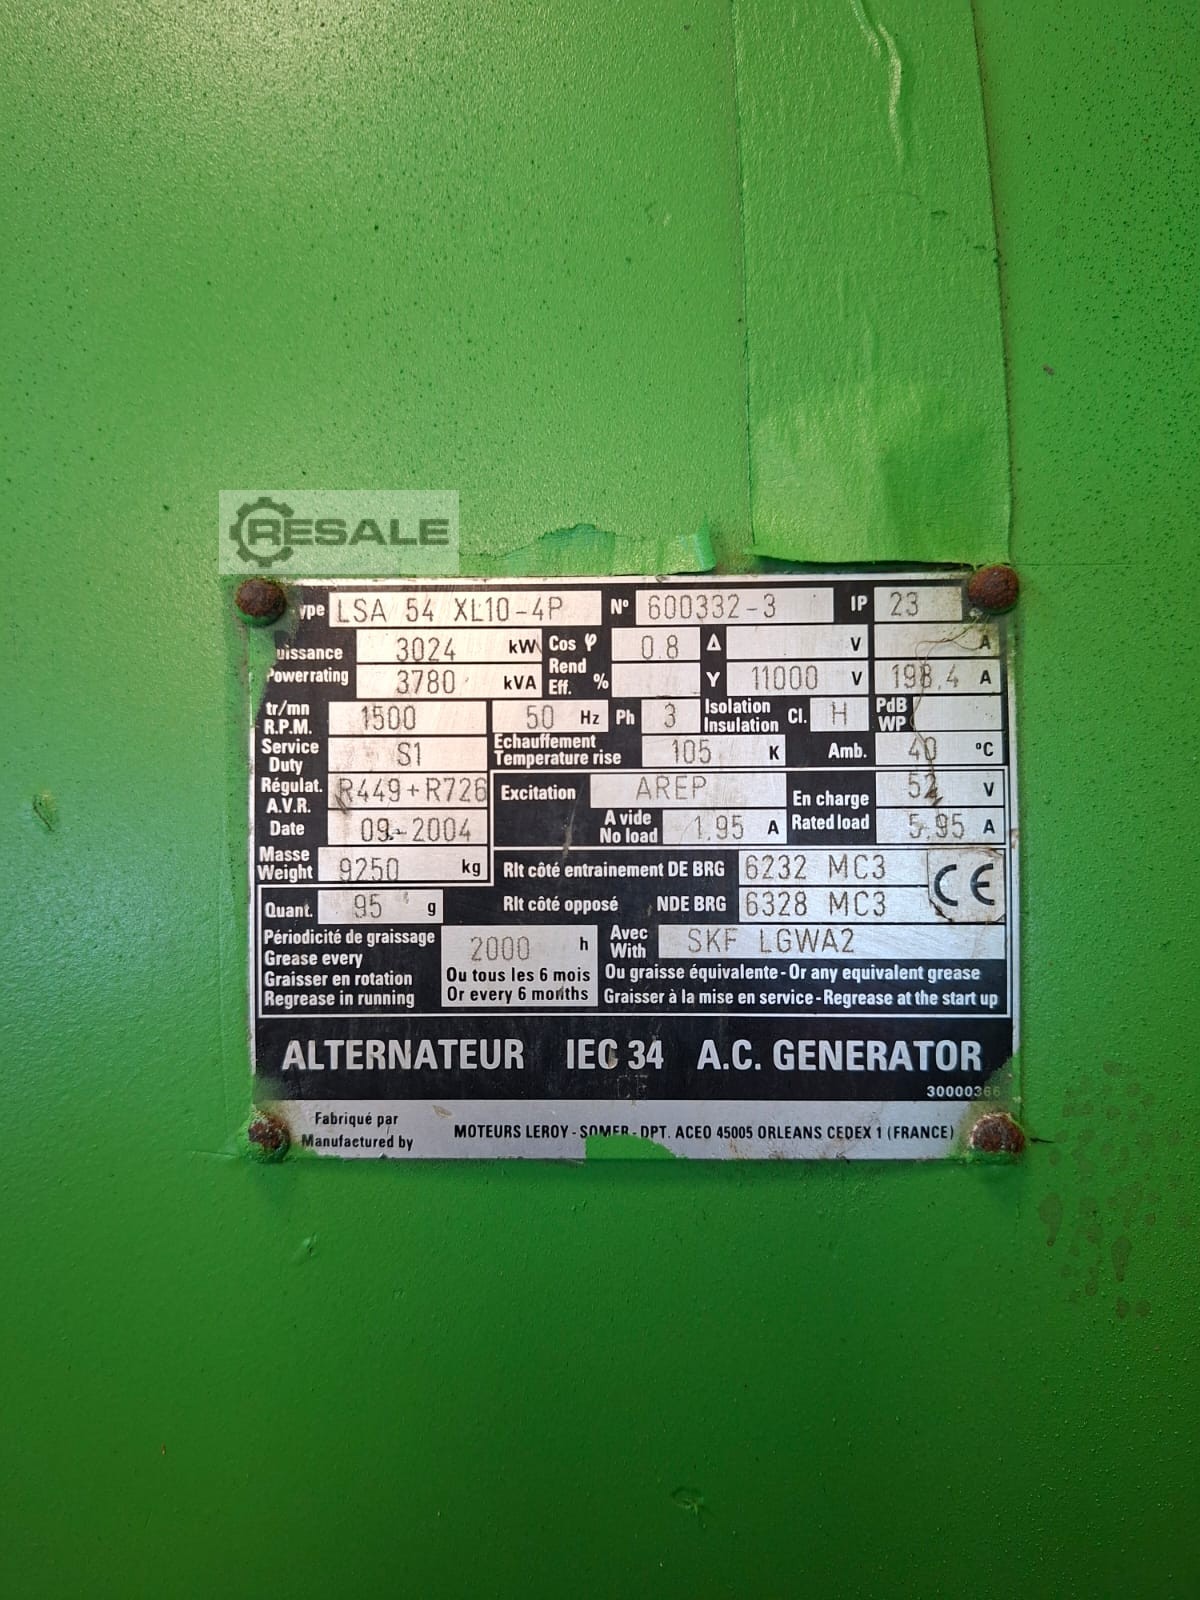 RESALE
ype LSA 54 XL10-4P N° 600332-3 IP 23
uissance 3024 kW Cos φ 0.8 Δ V A
Power rating 3780 kVA Rend Eff. % Y 11000 V 198.4 A
tr/mn R.P.M. 1500 50 Hz Ph 3 Isolation Insulation Cl. H PdB WP
Service Duty S1 Echauffement Temperature rise 105 K Amb. 40 °C
Régulat. A.V.R. R449+R726 Excitation AREP En charge Rated load 52 V
Date 09-2004 A vide No load 1.95 A 5.95 A
Masse Weight 9250 kg Rlt côté entrainement DE BRG 6232 MC3
Quant. 95 g Rlt côté opposé NDE BRG 6328 MC3 CE
Périodicité de graissage
Grease every 2000 h Avec With SKF LGWA2
Graisser en rotation Ou tous les 6 mois Ou graisse équivalente - Or any equivalent grease
Regrease in running Or every 6 months Graisser à la mise en service - Regrease at the start up
ALTERNATEUR IEC 34 A.C. GENERATOR
30000366
Fabriqué par
Manufactured by MOTEURS LEROY - SOMER - DPT. ACEO 45005 ORLEANS CEDEX 1 (FRANCE)